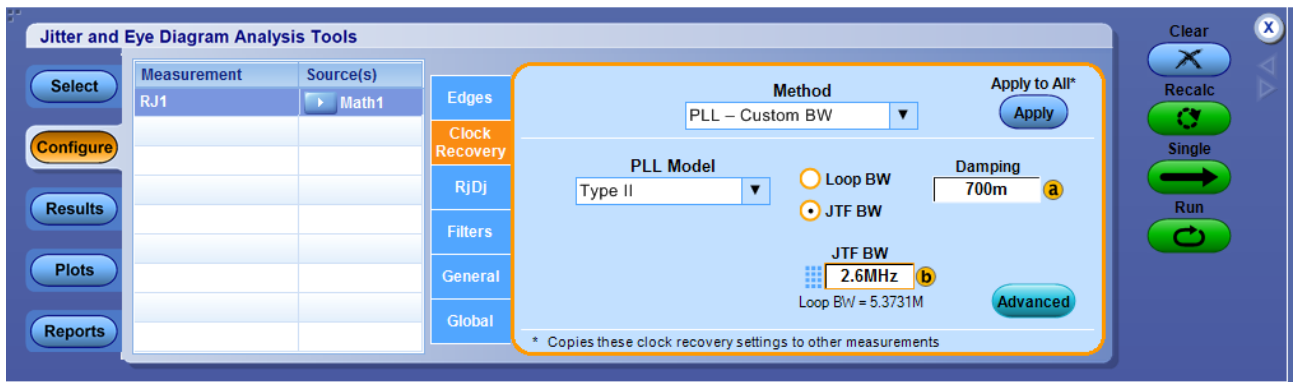 Jitter and Eye Diagram Analysis Tools
Clear
X
Select
Measurement Source(s)
RJ1 Math1
Configure
Results
Plots
Reports
Edges
Clock
Recovery
RjDj
Filters
General
Global
Method
PLL – Custom BW
Apply to All*
Apply
PLL Model
Type II
Loop BW
JTF BW
Damping
700m a
JTF BW
2.6MHz b
Loop BW = 5.3731M
Advanced
* Copies these clock recovery settings to other measurements
Recalc
Single
Run